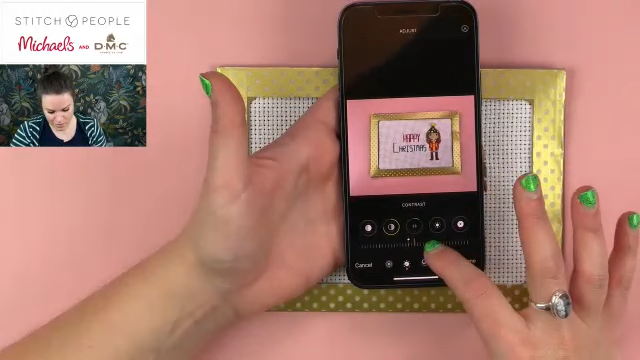 STITCH PEOPLE
Michaels AND DMC
ADJUST
HAPPY
CHRISTMAS
CONTRAST
Cancel